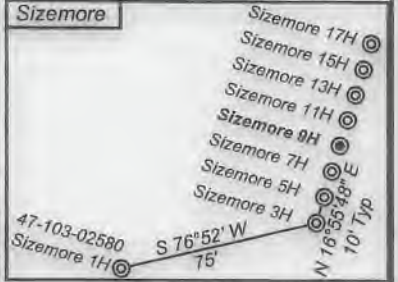 Sizemore
Sizemore 17H
Sizemore 15H
Sizemore 13H
Sizemore 11H
Sizemore 9H
Sizemore 7H
Sizemore 5H
Sizemore 3H
N 16°55'48" E
10' Typ
S 76°52' W
75'
47-103-02580
Sizemore 1H